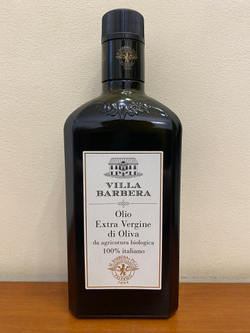 VILLA
BARBERA
Olio
Extra Vergine
di Oliva
da agricoltura biologica
100% italiano